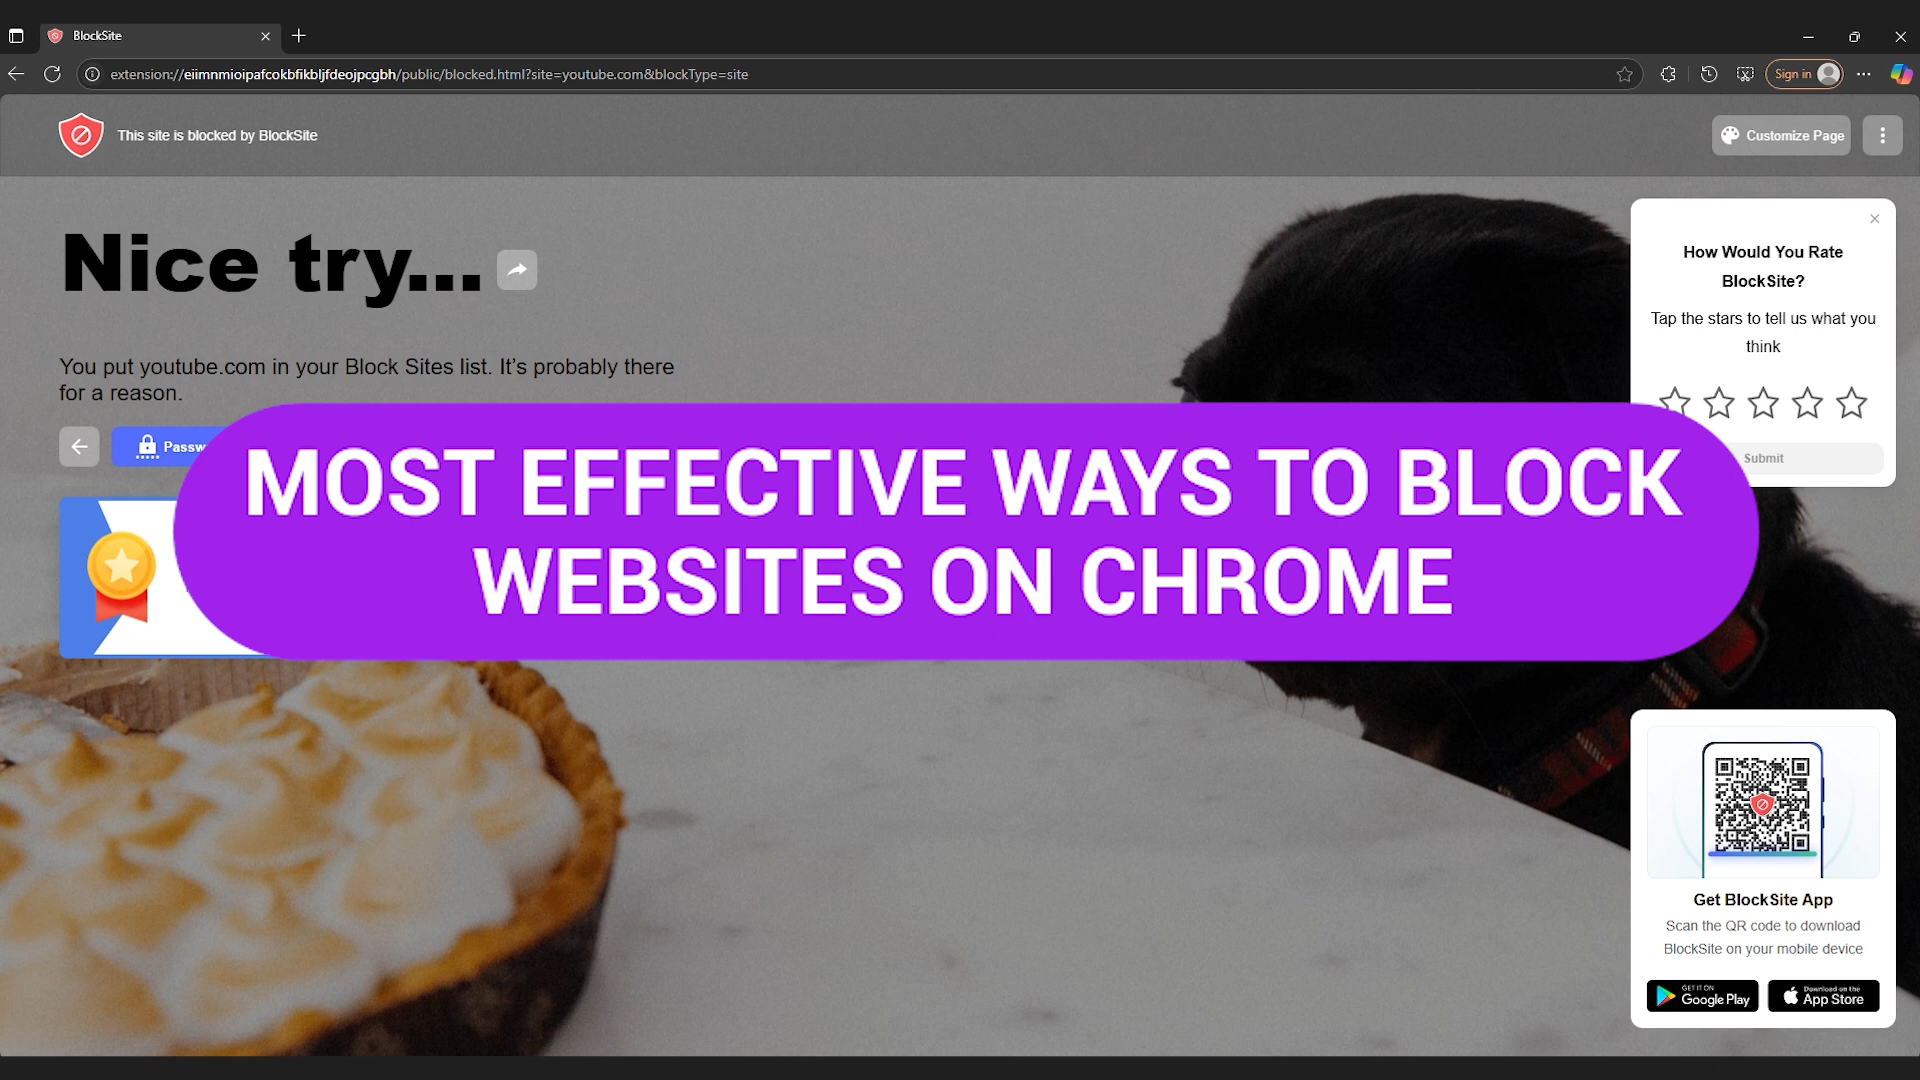 BlockSite
extension://eiimnmioipafcokbfikbljfdeojpcgbh/public/blocked.html?site=youtube.com&blockType=site
Sign in
This site is blocked by BlockSite
Customize Page
Nice try...
You put youtube.com in your Block Sites list. It's probably there
for a reason.
How Would You Rate
BlockSite?
Tap the stars to tell us what you
think
Submit
MOST EFFECTIVE WAYS TO BLOCK
WEBSITES ON CHROME
Get BlockSite App
Scan the QR code to download
BlockSite on your mobile device
GET IT ON
Google Play
Download on the
App Store